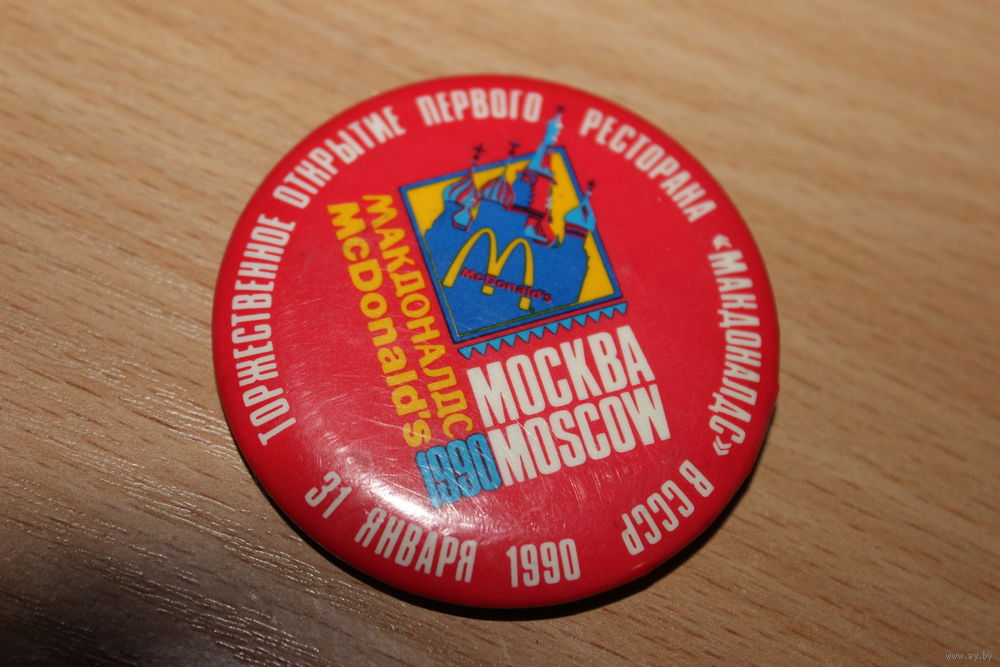 ТОРЖЕСТВЕННОЕ ОТКРЫТИЕ ПЕРВОГО РЕСТОРАНА «МАКДОНАЛДС» В СССР
31 ЯНВАРЯ 1990
McDonald's
МАКДОНАЛДС
McDonald's
1990
МОСКВА
MOSCOW
www.ay.by